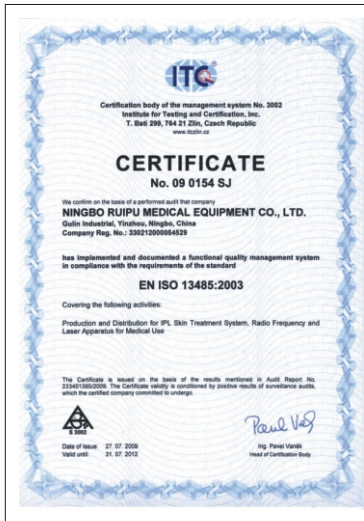 ITC
Certification body of the management system No. 3002
Institute for Testing and Certification, Inc.
T. Bati 299, 764 21 Zlín, Czech Republic
www.itczlin.cz
CERTIFICATE
No. 09 0154 SJ
We confirm on the basis of a performed audit that company
NINGBO RUIPU MEDICAL EQUIPMENT CO., LTD.
Gulin Industrial, Yinzhou, Ningbo, China
Company Reg. No.: 330212000064529
has implemented and documented a functional quality management system
in compliance with the requirements of the standard
EN ISO 13485:2003
Covering the following activities:
Production and Distribution for IPL Skin Treatment System, Radio Frequency and
Laser Apparatus for Medical Use
The Certificate is issued on the basis of the results mentioned in Audit Report No.
233401385/2009. The Certificate validity is conditioned by positive results of surveillance audits,
which the certified company committed to undergo.
S 3002
Date of issue: 27. 07. 2009
Valid until: 31. 07. 2012
Ing. Pavel Vaněk
Head of Certification Body